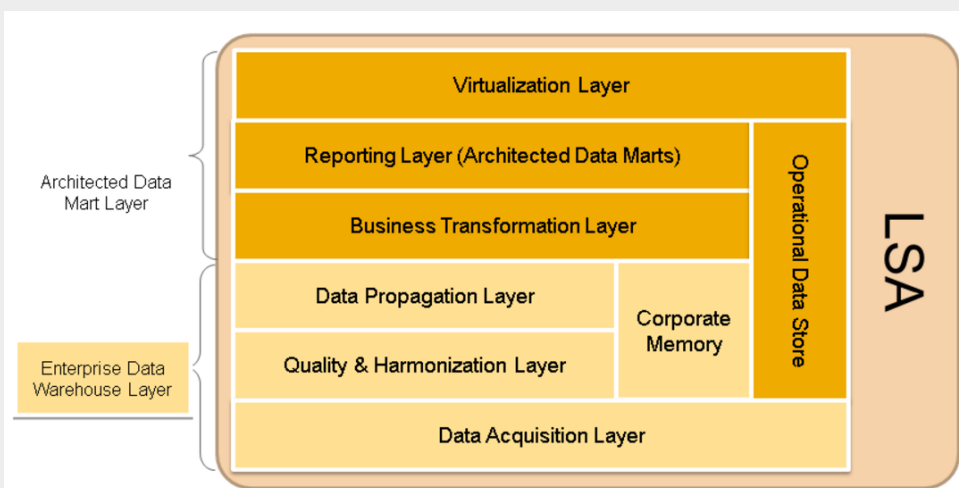 Virtualization Layer
Reporting Layer (Architected Data Marts)
Business Transformation Layer
Operational Data Store
LSA
Architected Data
Mart Layer
Data Propagation Layer
Corporate
Memory
Quality & Harmonization Layer
Enterprise Data
Warehouse Layer
Data Acquisition Layer